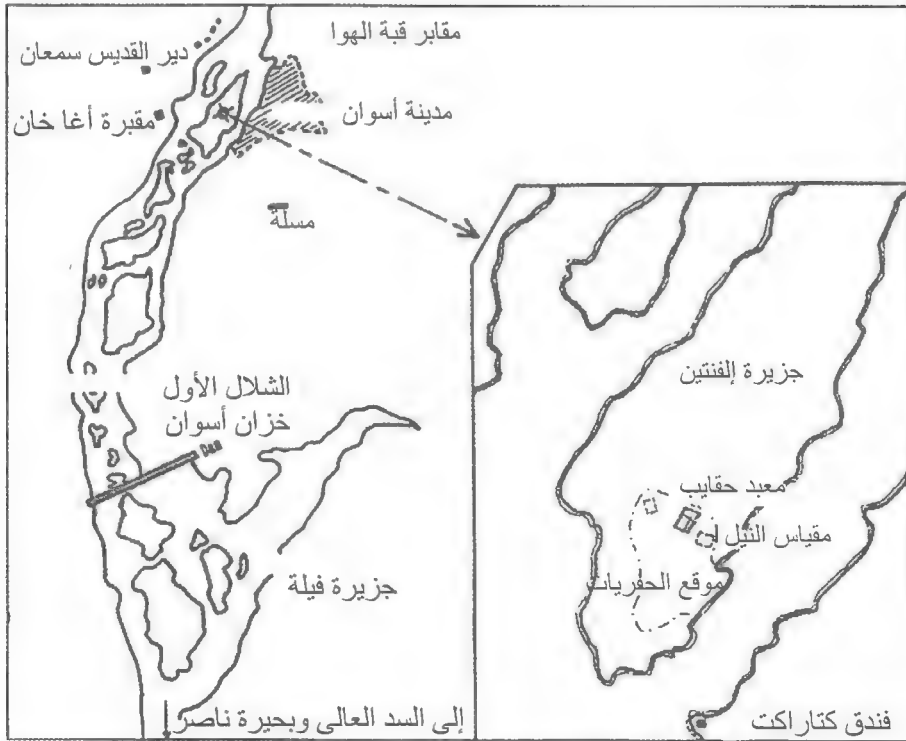 مقابر قبة الهوا
دير القديس سمعان
مدينة أسوان
مقبرة أغا خان
مسلة
الشلال الأول
خزان أسوان
جزيرة فيلة
إلى السد العالى وبحيرة ناصر
جزيرة إلفنتين
معبد حقايب
مقياس النيل
موقع الحفريات
فندق كتاراكت